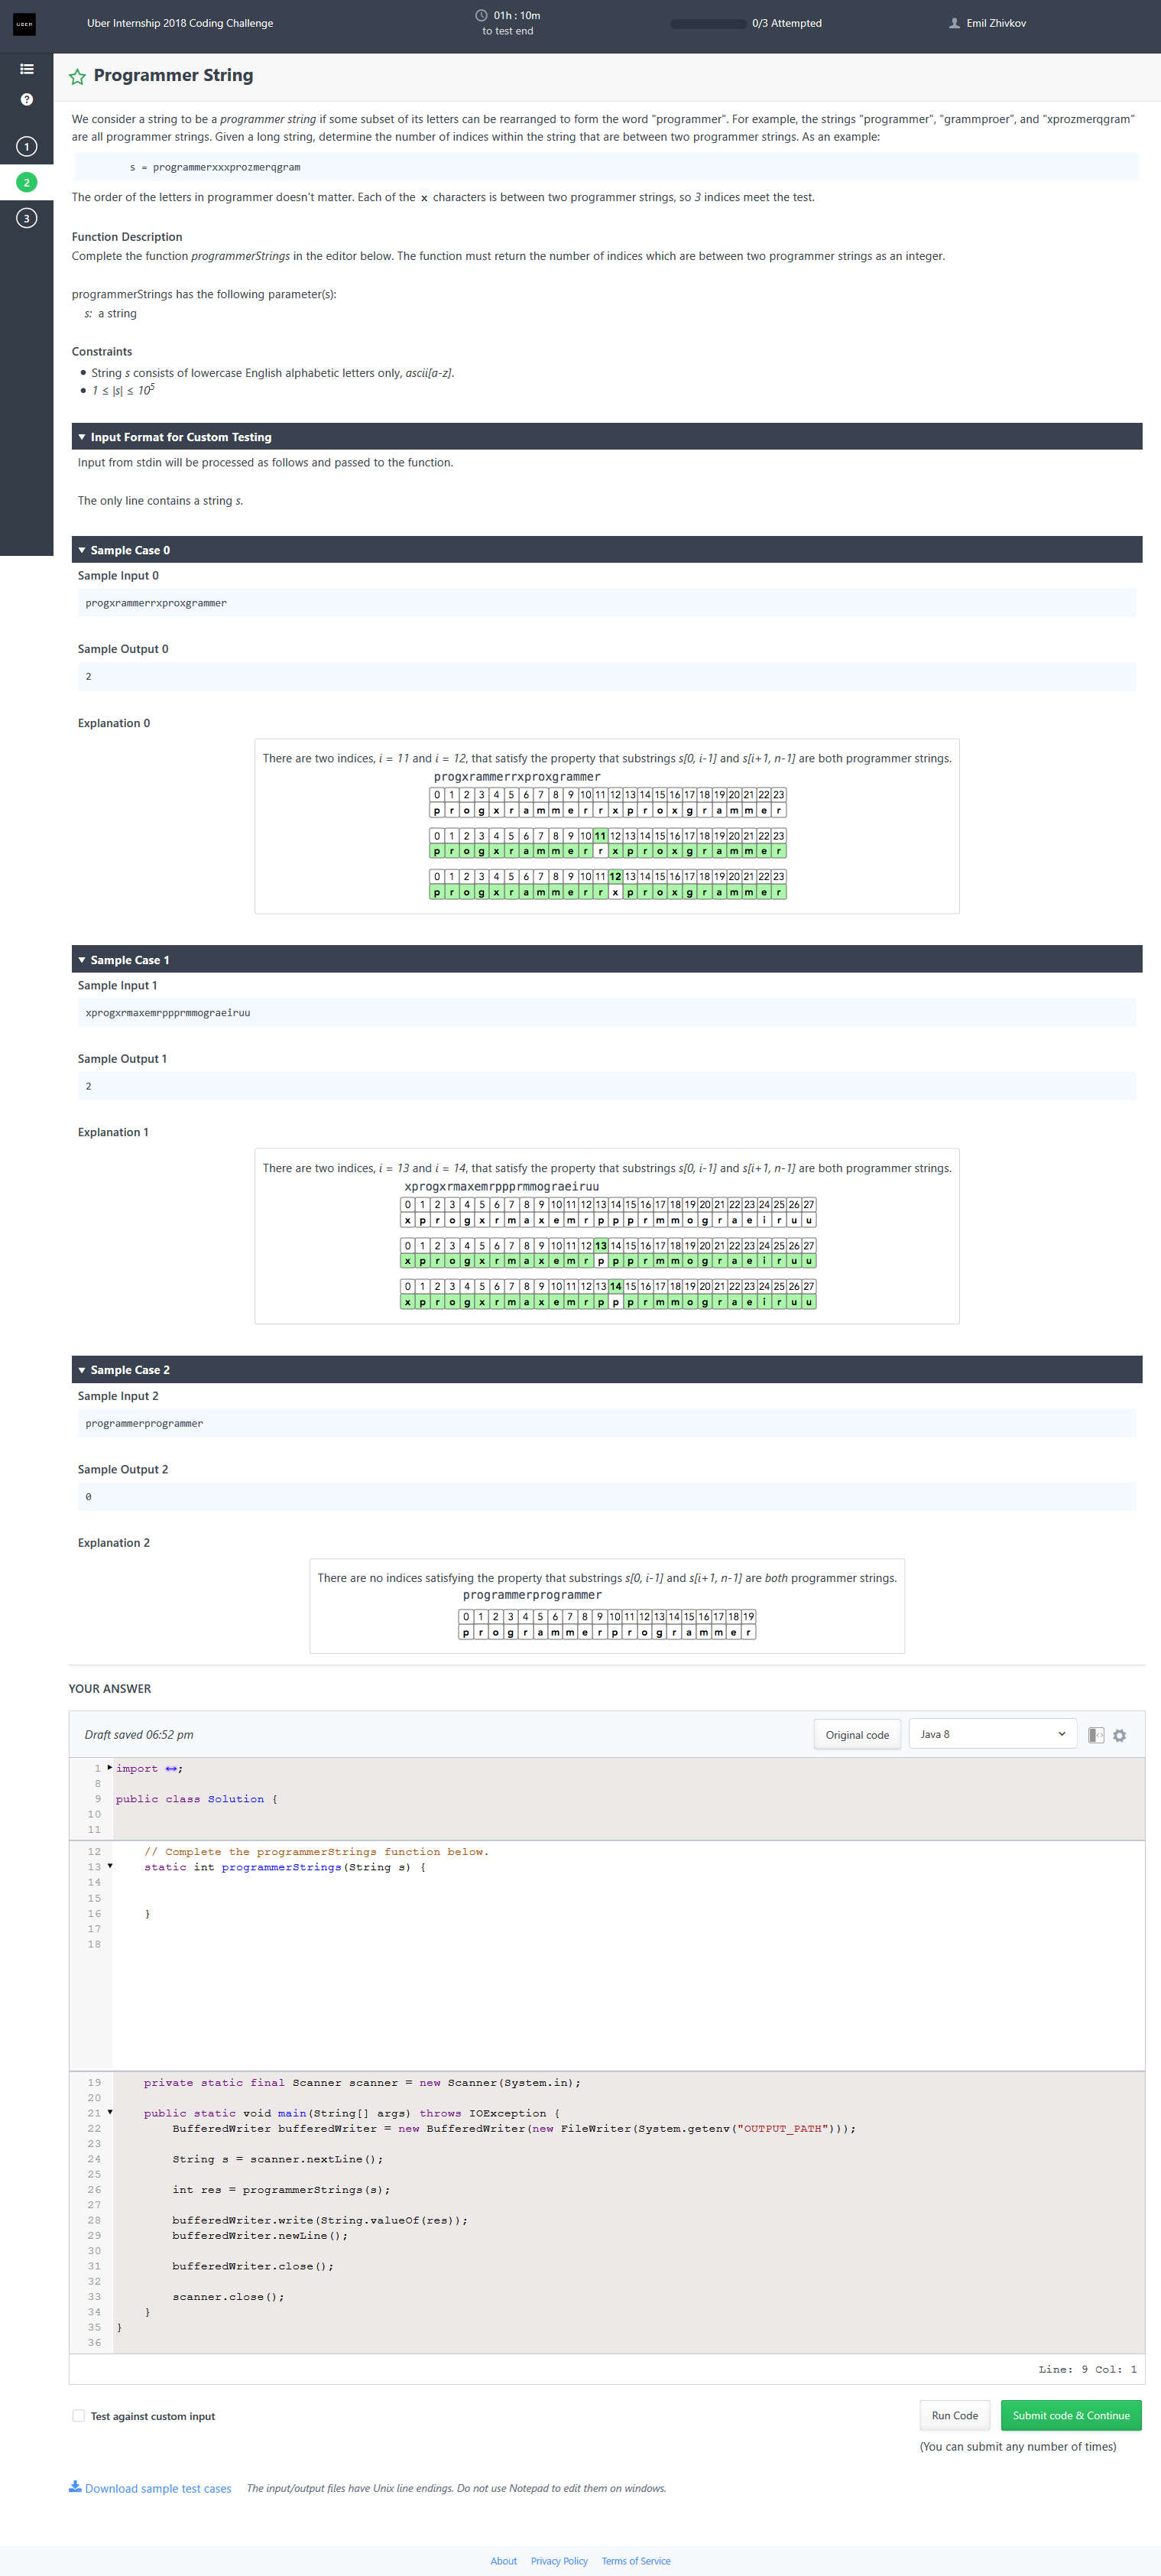 UBER
Uber Internship 2018 Coding Challenge
01h : 10m
to test end
0/3 Attempted
Emil Zhivkov
?
1
2
3
Programmer String
We consider a string to be a programmer string if some subset of its letters can be rearranged to form the word "programmer". For example, the strings "programmer", "grammproer", and "xprozmerqgram"
are all programmer strings. Given a long string, determine the number of indices within the string that are between two programmer strings. As an example:
s = programmerxxxprozmerqgram
The order of the letters in programmer doesn't matter. Each of the x characters is between two programmer strings, so 3 indices meet the test.
Function Description
Complete the function programmerStrings in the editor below. The function must return the number of indices which are between two programmer strings as an integer.
programmerStrings has the following parameter(s):
s: a string
Constraints
• String s consists of lowercase English alphabetic letters only, ascii[a-z].
• 1 ≤ |s| ≤ 10⁵
▼ Input Format for Custom Testing
Input from stdin will be processed as follows and passed to the function.
The only line contains a string s.
▼ Sample Case 0
Sample Input 0
progxrammerrxproxgrammer
Sample Output 0
2
Explanation 0
There are two indices, i = 11 and i = 12, that satisfy the property that substrings s[0, i-1] and s[i+1, n-1] are both programmer strings.
progxrammerrxproxgrammer
0 1 2 3 4 5 6 7 8 9 10 11 12 13 14 15 16 17 18 19 20 21 22 23
p r o g x r a m m e r r x p r o x g r a m m e r
0 1 2 3 4 5 6 7 8 9 10 11 12 13 14 15 16 17 18 19 20 21 22 23
p r o g x r a m m e r r x p r o x g r a m m e r
0 1 2 3 4 5 6 7 8 9 10 11 12 13 14 15 16 17 18 19 20 21 22 23
p r o g x r a m m e r r x p r o x g r a m m e r
▼ Sample Case 1
Sample Input 1
xprogxrmaxemrppprmmograeiruu
Sample Output 1
2
Explanation 1
There are two indices, i = 13 and i = 14, that satisfy the property that substrings s[0, i-1] and s[i+1, n-1] are both programmer strings.
xprogxrmaxemrppprmmograeiruu
0 1 2 3 4 5 6 7 8 9 10 11 12 13 14 15 16 17 18 19 20 21 22 23 24 25 26 27
x p r o g x r m a x e m r p p p r m m o g r a e i r u u
0 1 2 3 4 5 6 7 8 9 10 11 12 13 14 15 16 17 18 19 20 21 22 23 24 25 26 27
x p r o g x r m a x e m r p p p r m m o g r a e i r u u
0 1 2 3 4 5 6 7 8 9 10 11 12 13 14 15 16 17 18 19 20 21 22 23 24 25 26 27
x p r o g x r m a x e m r p p p r m m o g r a e i r u u
▼ Sample Case 2
Sample Input 2
programmerprogrammer
Sample Output 2
0
Explanation 2
There are no indices satisfying the property that substrings s[0, i-1] and s[i+1, n-1] are both programmer strings.
programmerprogrammer
0 1 2 3 4 5 6 7 8 9 10 11 12 13 14 15 16 17 18 19
p r o g r a m m e r p r o g r a m m e r
YOUR ANSWER
Draft saved 06:52 pm
Original code
Java 8
1 import ↔;
8
9 public class Solution {
10
11
12 // Complete the programmerStrings function below.
13 static int programmerStrings(String s) {
14
15
16 }
17
18
19 private static final Scanner scanner = new Scanner(System.in);
20
21 public static void main(String[] args) throws IOException {
22 BufferedWriter bufferedWriter = new BufferedWriter(new FileWriter(System.getenv("OUTPUT_PATH")));
23
24 String s = scanner.nextLine();
25
26 int res = programmerStrings(s);
27
28 bufferedWriter.write(String.valueOf(res));
29 bufferedWriter.newLine();
30
31 bufferedWriter.close();
32
33 scanner.close();
34 }
35 }
36
Line: 9 Col: 1
Test against custom input
Run Code
Submit code & Continue
(You can submit any number of times)
Download sample test cases
The input/output files have Unix line endings. Do not use Notepad to edit them on windows.
About
Privacy Policy
Terms of Service